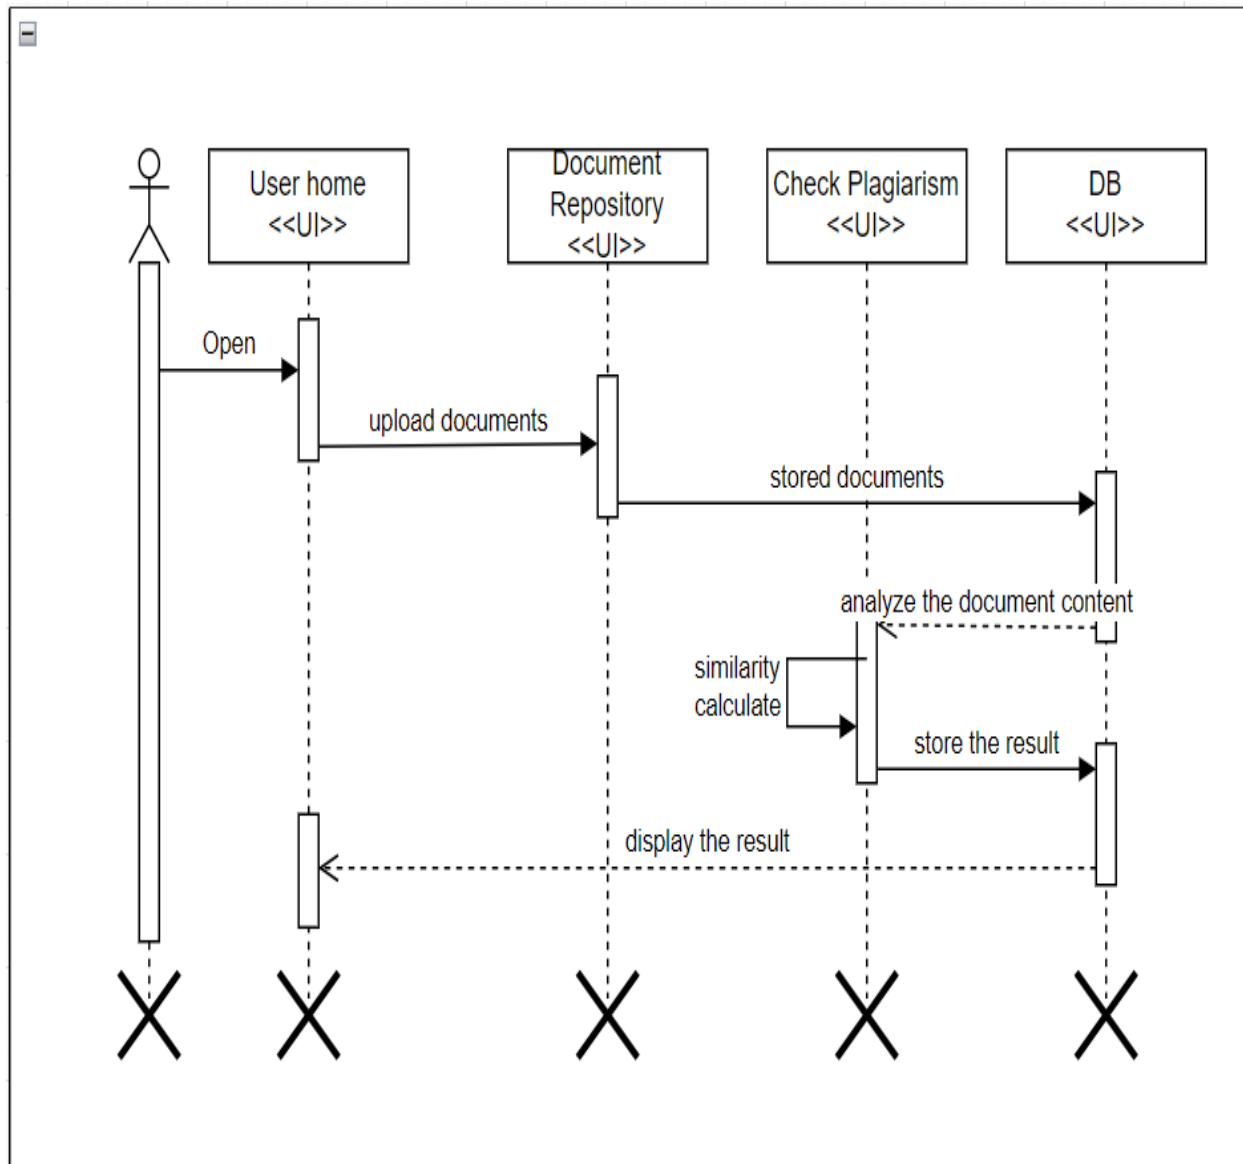 User home
<<UI>>
Document
Repository
<<UI>>
Check Plagiarism
<<UI>>
DB
<<UI>>
Open
upload documents
stored documents
analyze the document content
similarity
calculate
store the result
display the result